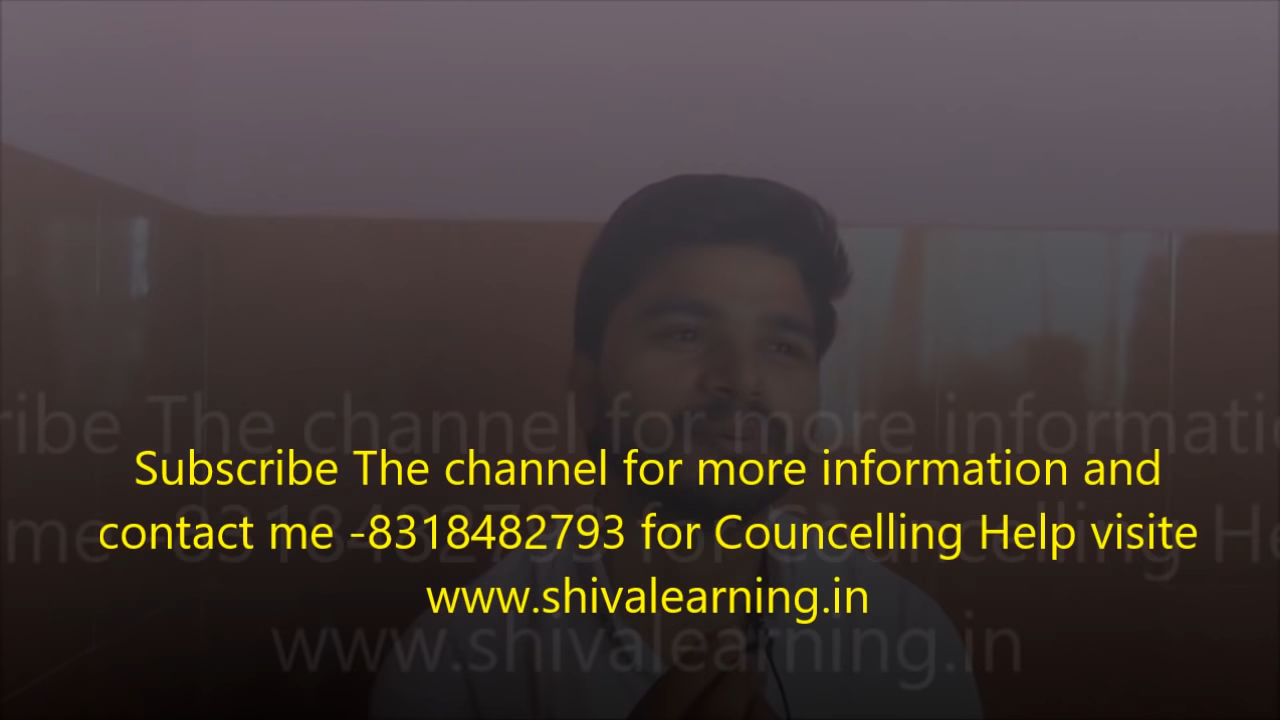 Subscribe The channel for more information and
contact me -8318482793 for Councelling Help visite
www.shivalearning.in